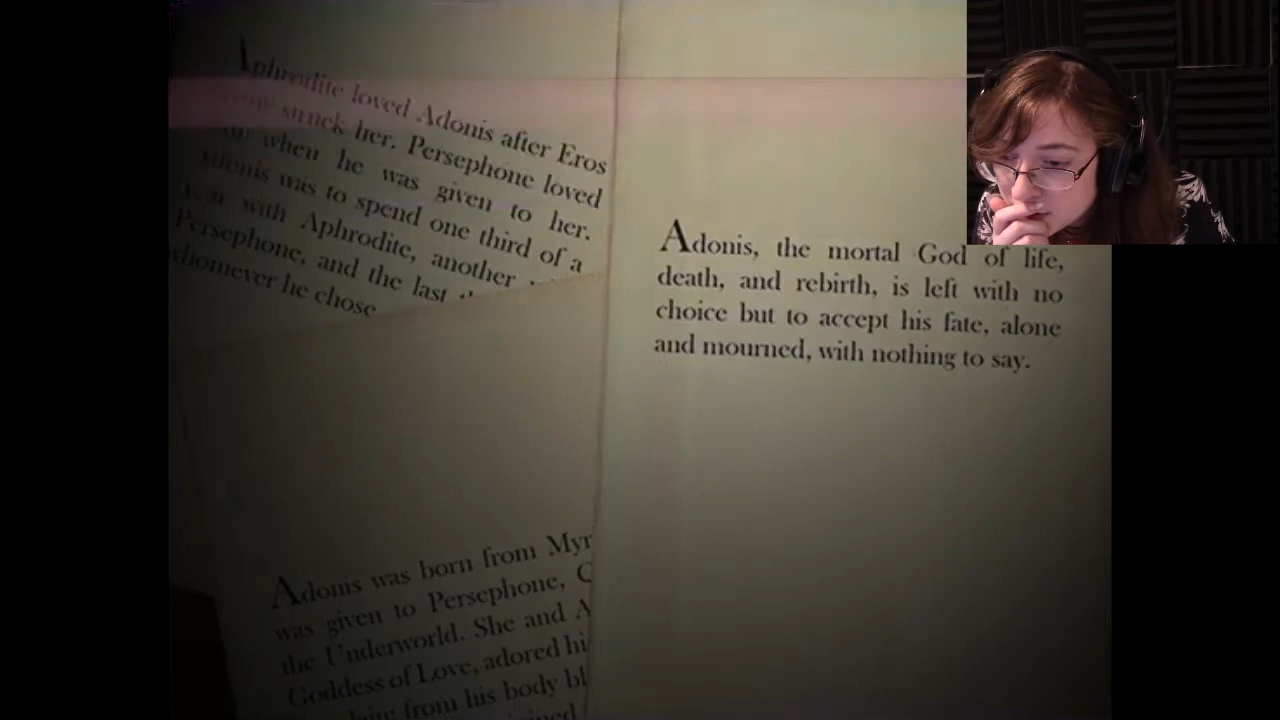 Aphrodite loved Adonis after Eros
struck her. Persephone loved
when he was given to her.
Adonis was to spend one third of a
with Aphrodite, another
Persephone, and the last
whomever he chose
Adonis, the mortal God of life,
death, and rebirth, is left with no
choice but to accept his fate, alone
and mourned, with nothing to say.
Adonis was born from Myr
was given to Persephone,
the Underworld. She and A
Goddess of Love, adored hi
from his body bl